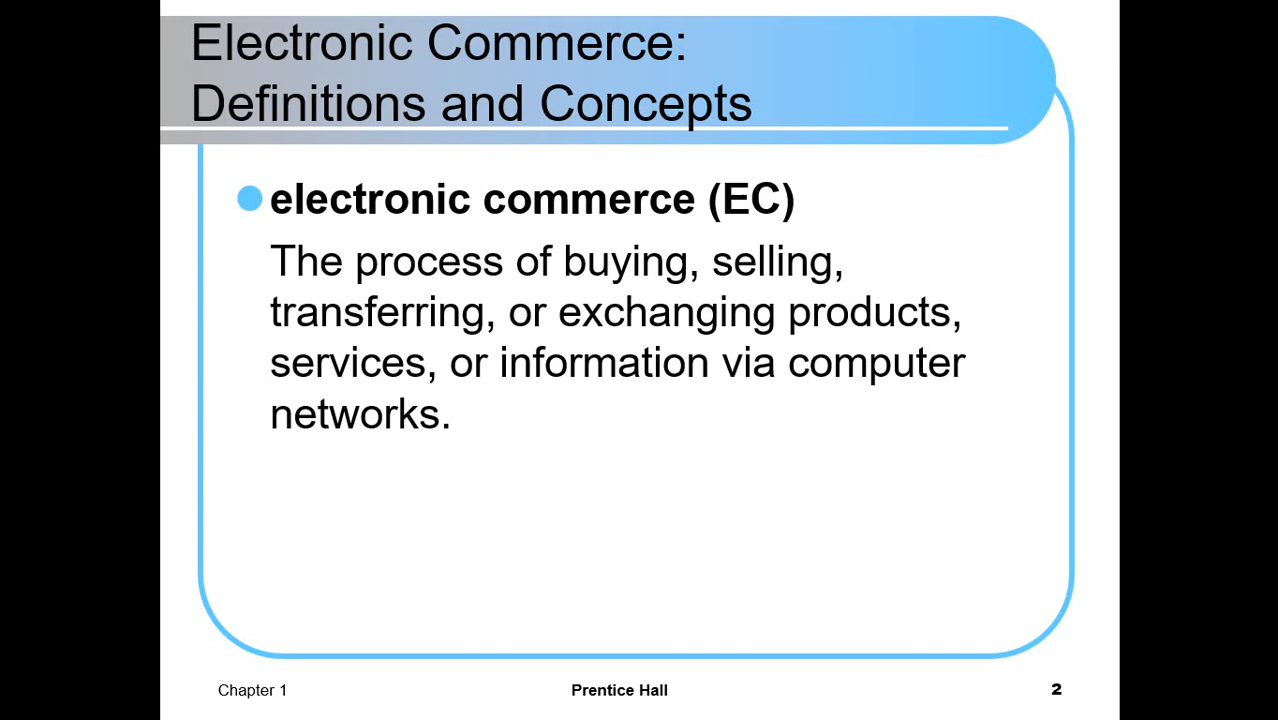 Electronic Commerce:
Definitions and Concepts
electronic commerce (EC)
The process of buying, selling,
transferring, or exchanging products,
services, or information via computer
networks.
Chapter 1
Prentice Hall
2